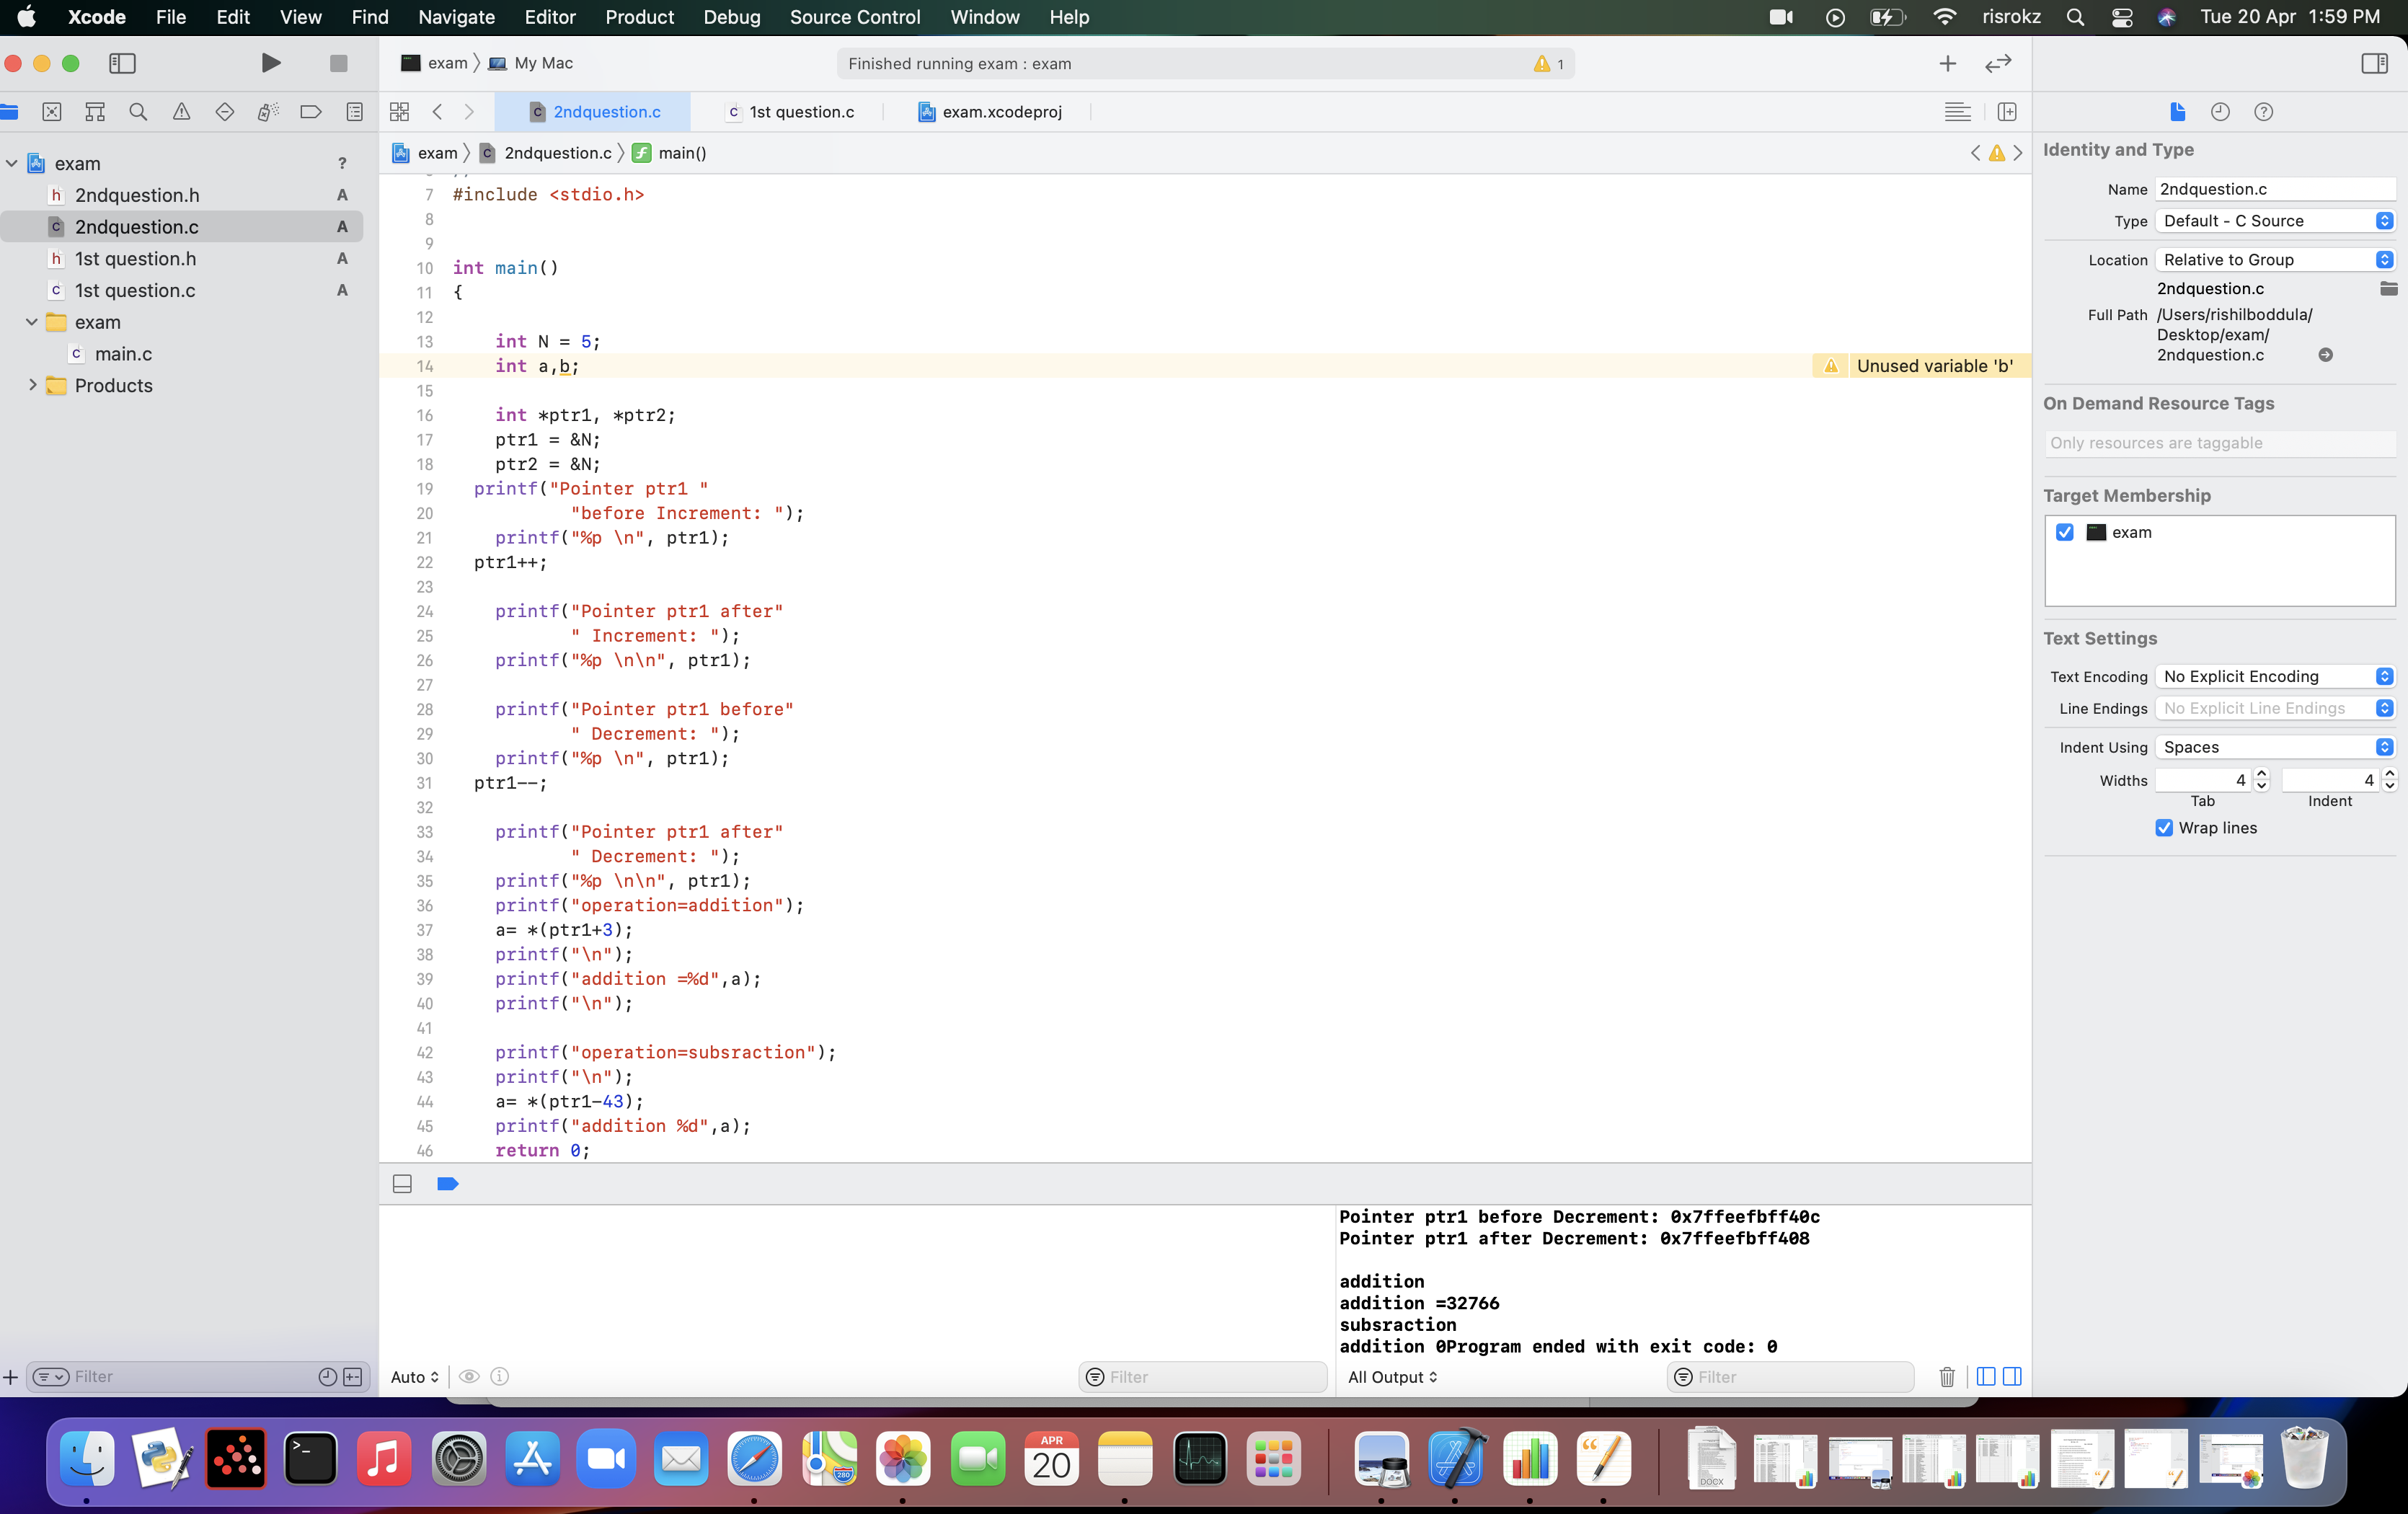 Xcode File Edit View Find Navigate Editor Product Debug Source Control Window Help risrokz Tue 20 Apr 1:59 PM
exam My Mac Finished running exam : exam 1
2ndquestion.c 1st question.c exam.xcodeproj
exam 2ndquestion.c main()
exam ?
2ndquestion.h A
2ndquestion.c A
1st question.h A
1st question.c A
exam
main.c
Products
Filter
7 #include <stdio.h>
8
9
10 int main()
11 {
12
13 int N = 5;
14 int a,b; Unused variable 'b'
15
16 int *ptr1, *ptr2;
17 ptr1 = &N;
18 ptr2 = &N;
19 printf("Pointer ptr1 "
20 "before Increment: ");
21 printf("%p \n", ptr1);
22 ptr1++;
23
24 printf("Pointer ptr1 after"
25 " Increment: ");
26 printf("%p \n\n", ptr1);
27
28 printf("Pointer ptr1 before"
29 " Decrement: ");
30 printf("%p \n", ptr1);
31 ptr1--;
32
33 printf("Pointer ptr1 after"
34 " Decrement: ");
35 printf("%p \n\n", ptr1);
36 printf("operation=addition");
37 a= *(ptr1+3);
38 printf("\n");
39 printf("addition =%d",a);
40 printf("\n");
41
42 printf("operation=subsraction");
43 printf("\n");
44 a= *(ptr1-43);
45 printf("addition %d",a);
46 return 0;
Auto Filter
Pointer ptr1 before Decrement: 0x7ffeefbff40c
Pointer ptr1 after Decrement: 0x7ffeefbff408
addition
addition =32766
subsraction
addition 0Program ended with exit code: 0
All Output Filter
Identity and Type
Name 2ndquestion.c
Type Default - C Source
Location Relative to Group
2ndquestion.c
Full Path /Users/rishilboddula/
Desktop/exam/
2ndquestion.c
On Demand Resource Tags
Only resources are taggable
Target Membership
exam
Text Settings
Text Encoding No Explicit Encoding
Line Endings No Explicit Line Endings
Indent Using Spaces
Widths 4 4
Tab Indent
Wrap lines
280
APR
20
DOCX